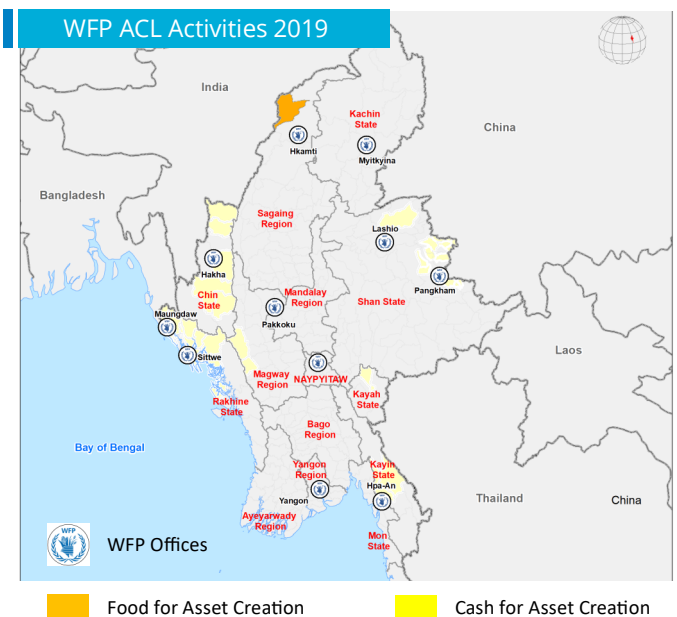 WFP ACL Activities 2019
India
Kachin
State
China
Hkamti
Myitkyina
Bangladesh
Sagaing
Region
Lashio
Hakha
Chin
State
Mandalay
Region
Shan State
Pangkham
Maungdaw
Pakkoku
Sittwe
Laos
Magway
Region
NAYPYITAW
Kayah
State
Rakhine
State
Bago
Region
Bay of Bengal
Yangon
Region
Kayin
State
Hpa-An
Yangon
Thailand
China
Ayeyarwady
Region
Mon
State
WFP
WFP Offices
Food for Asset Creation
Cash for Asset Creation